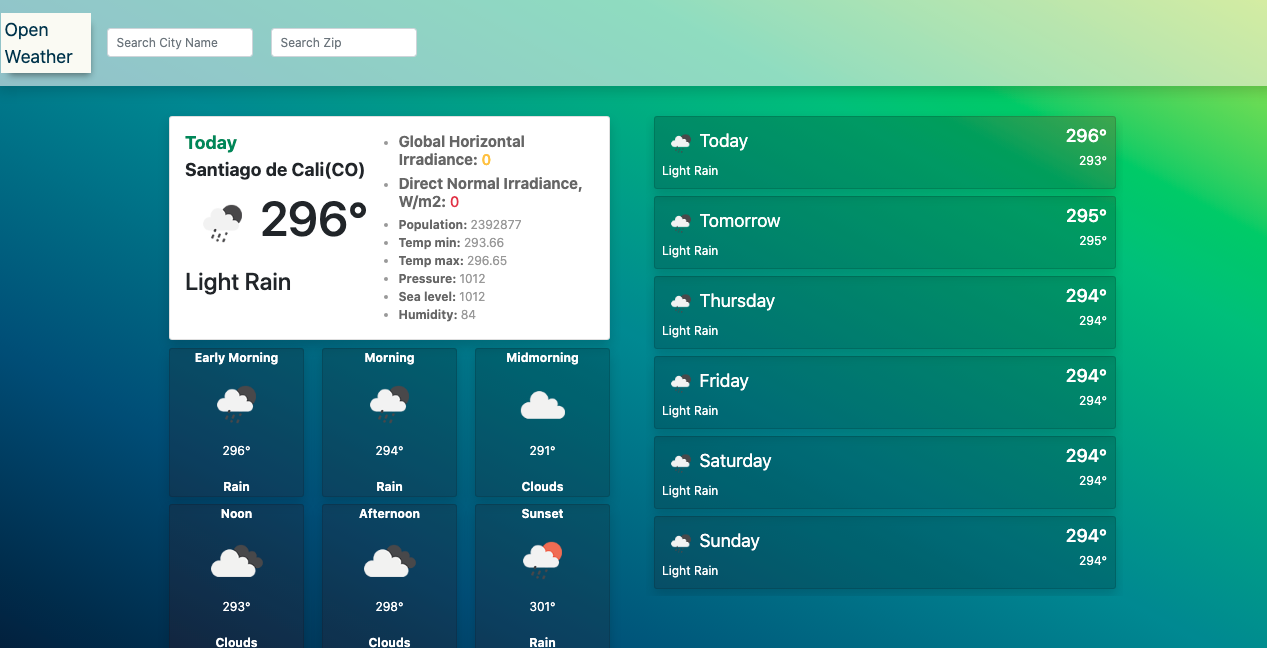 Open
Weather
Search City Name
Search Zip
Today
Santiago de Cali(CO)
296°
Light Rain
Global Horizontal
Irradiance: 0
Direct Normal Irradiance,
W/m2: 0
Population: 2392877
Temp min: 293.66
Temp max: 296.65
Pressure: 1012
Sea level: 1012
Humidity: 84
Early Morning
296°
Rain
Morning
294°
Rain
Midmorning
291°
Clouds
Noon
293°
Clouds
Afternoon
298°
Clouds
Sunset
301°
Rain
Today
296°
293°
Light Rain
Tomorrow
295°
295°
Light Rain
Thursday
294°
294°
Light Rain
Friday
294°
294°
Light Rain
Saturday
294°
294°
Light Rain
Sunday
294°
294°
Light Rain